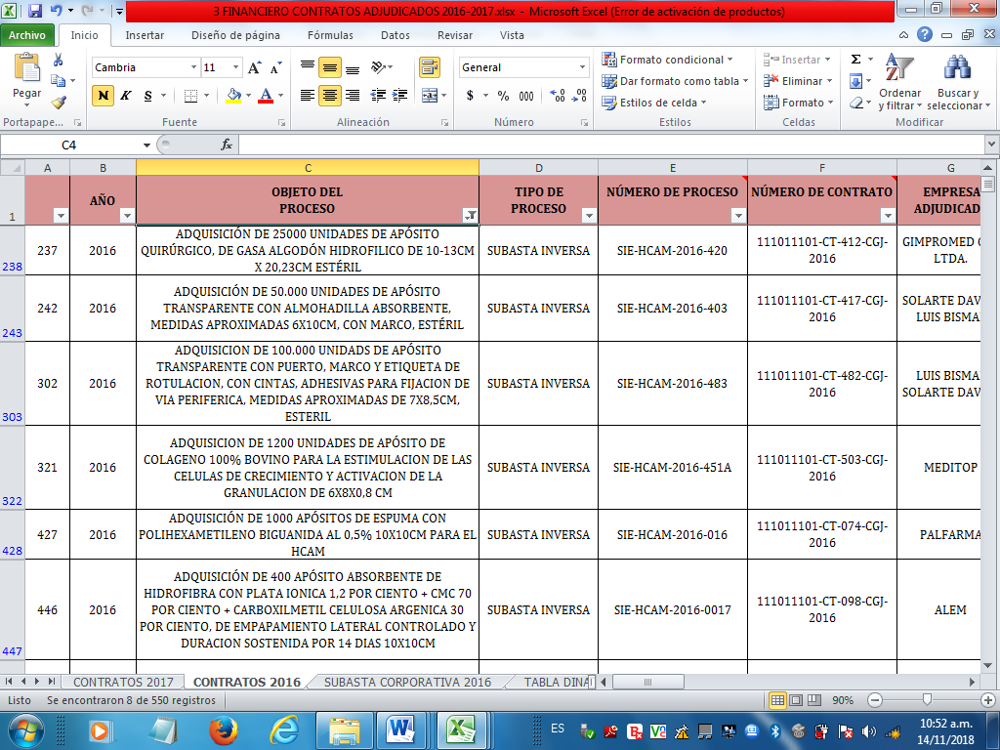 3 FINANCIERO CONTRATOS ADJUDICADOS 2016-2017.xlsx - Microsoft Excel (Error de activación de productos)
Archivo Inicio Insertar Diseño de página Fórmulas Datos Revisar Vista
Pegar
Cambria 11
N K S
General
$ % 000
Formato condicional
Dar formato como tabla
Estilos de celda
Insertar
Eliminar
Formato
Ordenar
y filtrar
Buscar y
seleccionar
Portapape... Fuente Alineación Número Estilos Celdas Modificar
C4 fx
A B C D E F G
1
AÑO
OBJETO DEL
PROCESO
TIPO DE
PROCESO
NÚMERO DE PROCESO
NÚMERO DE CONTRATO
EMPRESA
ADJUDICAD
238
237
2016
ADQUISICIÓN DE 25000 UNIDADES DE APÓSITO
QUIRÚRGICO, DE GASA ALGODÓN HIDROFILICO DE 10-13CM
X 20,23CM ESTÉRIL
SUBASTA INVERSA
SIE-HCAM-2016-420
111011101-CT-412-CGJ-
2016
GIMPROMED
LTDA.
243
242
2016
ADQUISICIÓN DE 50.000 UNIDADES DE APÓSITO
TRANSPARENTE CON ALMOHADILLA ABSORBENTE,
MEDIDAS APROXIMADAS 6X10CM, CON MARCO, ESTÉRIL
SUBASTA INVERSA
SIE-HCAM-2016-403
111011101-CT-417-CGJ-
2016
SOLARTE DAV
LUIS BISMA
303
302
2016
ADQUISICION DE 100.000 UNIDADS DE APÓSITO
TRANSPARENTE CON PUERTO, MARCO Y ETIQUETA DE
ROTULACION, CON CINTAS, ADHESIVAS PARA FIJACION DE
VIA PERIFERICA, MEDIDAS APROXIMADAS DE 7X8,5CM,
ESTERIL
SUBASTA INVERSA
SIE-HCAM-2016-483
111011101-CT-482-CGJ-
2016
LUIS BISMA
SOLARTE DAV
322
321
2016
ADQUISICION DE 1200 UNIDADES DE APÓSITO DE
COLAGENO 100% BOVINO PARA LA ESTIMULACION DE LAS
CELULAS DE CRECIMIENTO Y ACTIVACION DE LA
GRANULACION DE 6X8X0,8 CM
SUBASTA INVERSA
SIE-HCAM-2016-451A
111011101-CT-503-CGJ-
2016
MEDITOP
428
427
2016
ADQUISICIÓN DE 1000 APÓSITOS DE ESPUMA CON
POLIHEXAMETILENO BIGUANIDA AL 0,5% 10X10CM PARA EL
HCAM
SUBASTA INVERSA
SIE-HCAM-2016-016
111011101-CT-074-CGJ-
2016
PALFARMA
447
446
2016
ADQUISICIÓN DE 400 APÓSITO ABSORBENTE DE
HIDROFIBRA CON PLATA IONICA 1,2 POR CIENTO + CMC 70
POR CIENTO + CARBOXILMETIL CELULOSA ARGENICA 30
POR CIENTO, DE EMPAPAMIENTO LATERAL CONTROLADO Y
DURACION SOSTENIDA POR 14 DIAS 10X10CM
SUBASTA INVERSA
SIE-HCAM-2016-0017
111011101-CT-098-CGJ-
2016
ALEM
CONTRATOS 2017 CONTRATOS 2016 SUBASTA CORPORATIVA 2016 TABLA DINA
Listo Se encontraron 8 de 550 registros 90%
ES
10:52 a.m.
14/11/2018